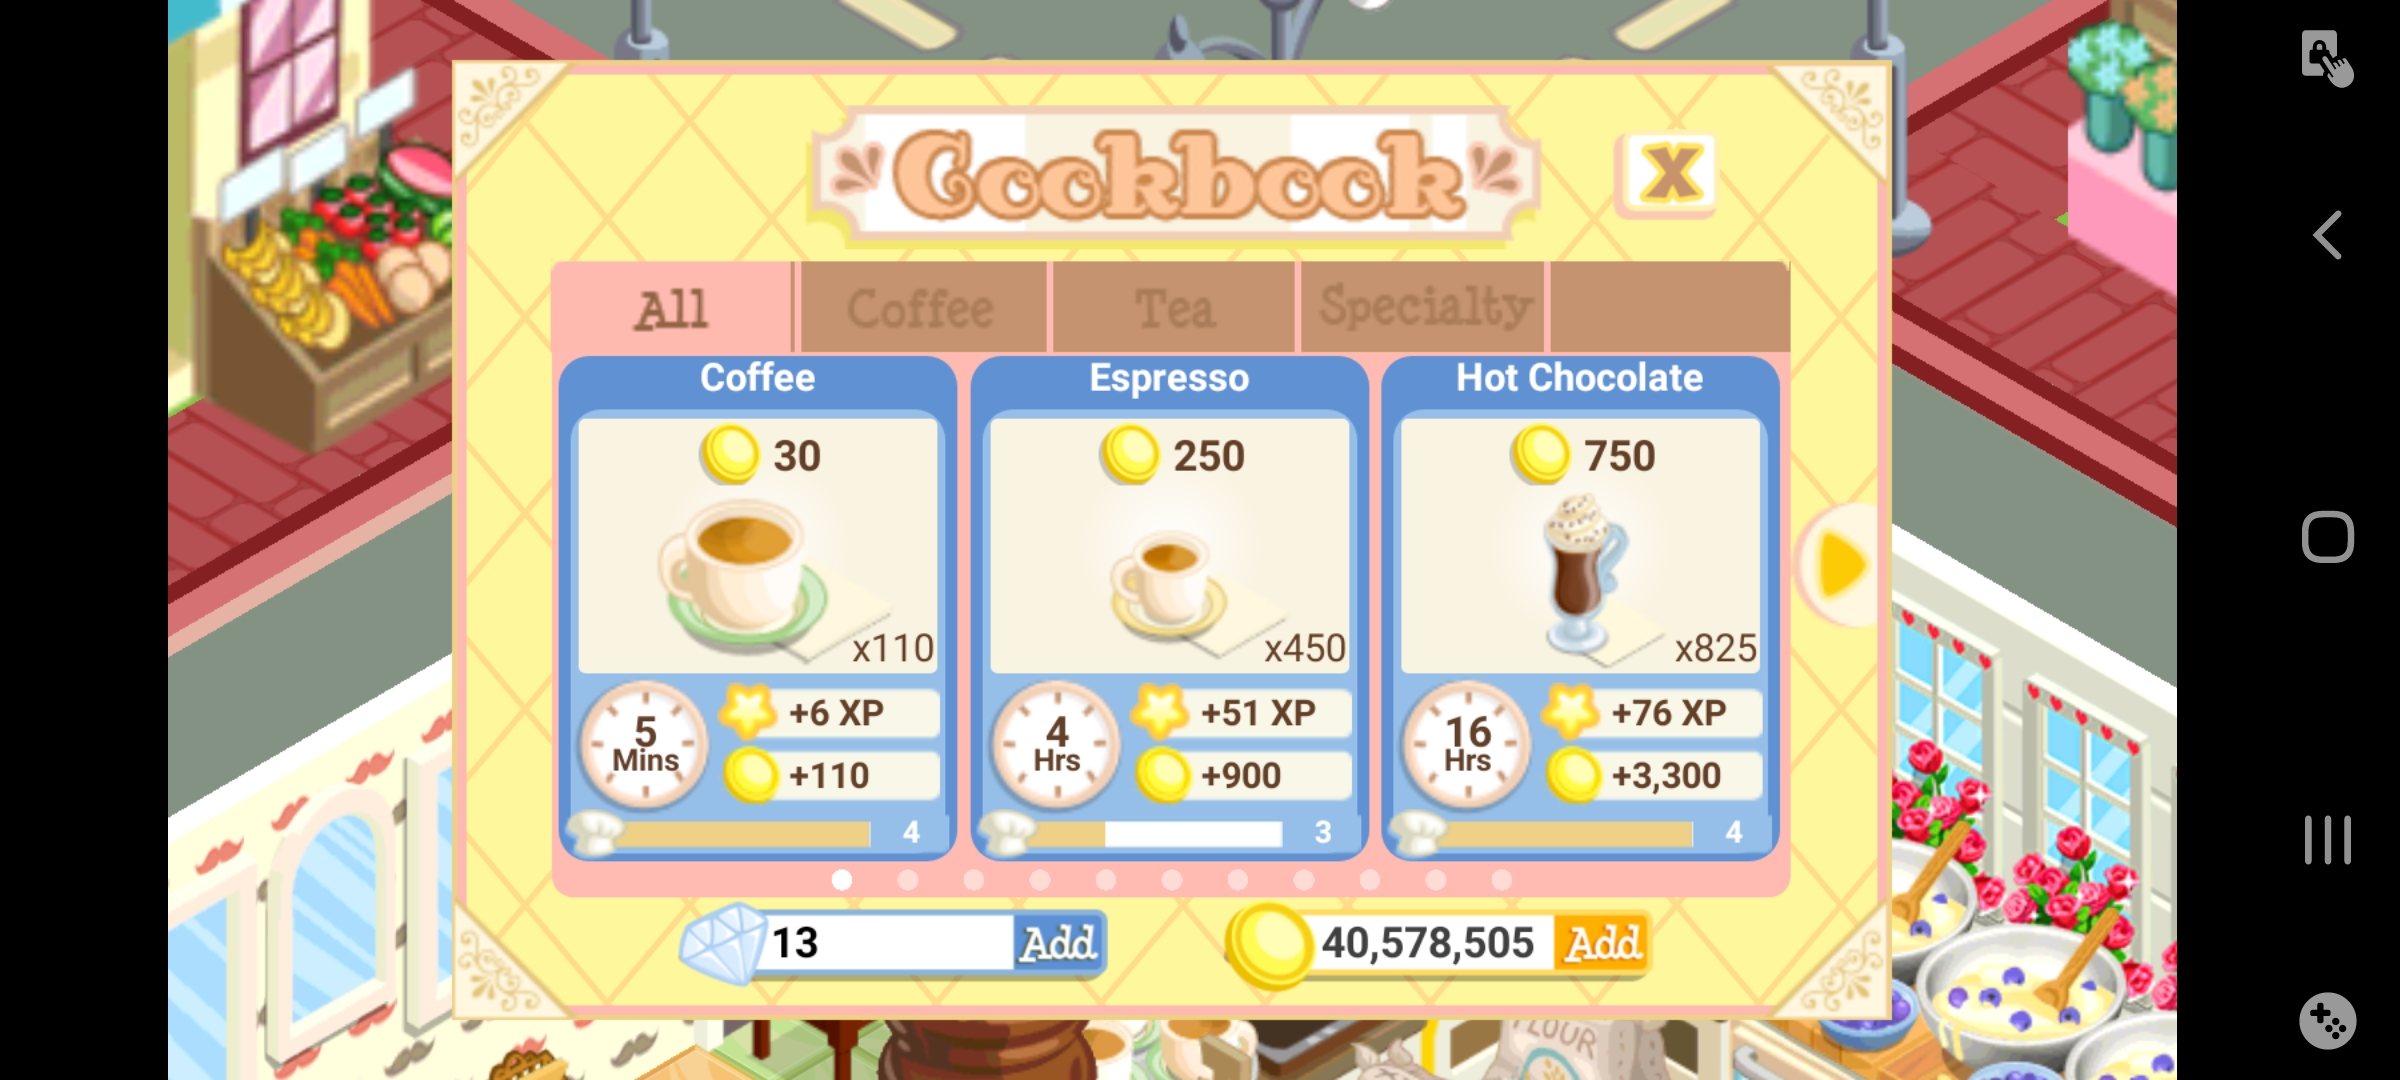 Cookbook
X
All
Coffee
Tea
Specialty
Coffee
30
x110
5
Mins
+6 XP
+110
4
Espresso
250
x450
4
Hrs
+51 XP
+900
3
Hot Chocolate
750
x825
16
Hrs
+76 XP
+3,300
4
13
Add
40,578,505
Add
FLOUR